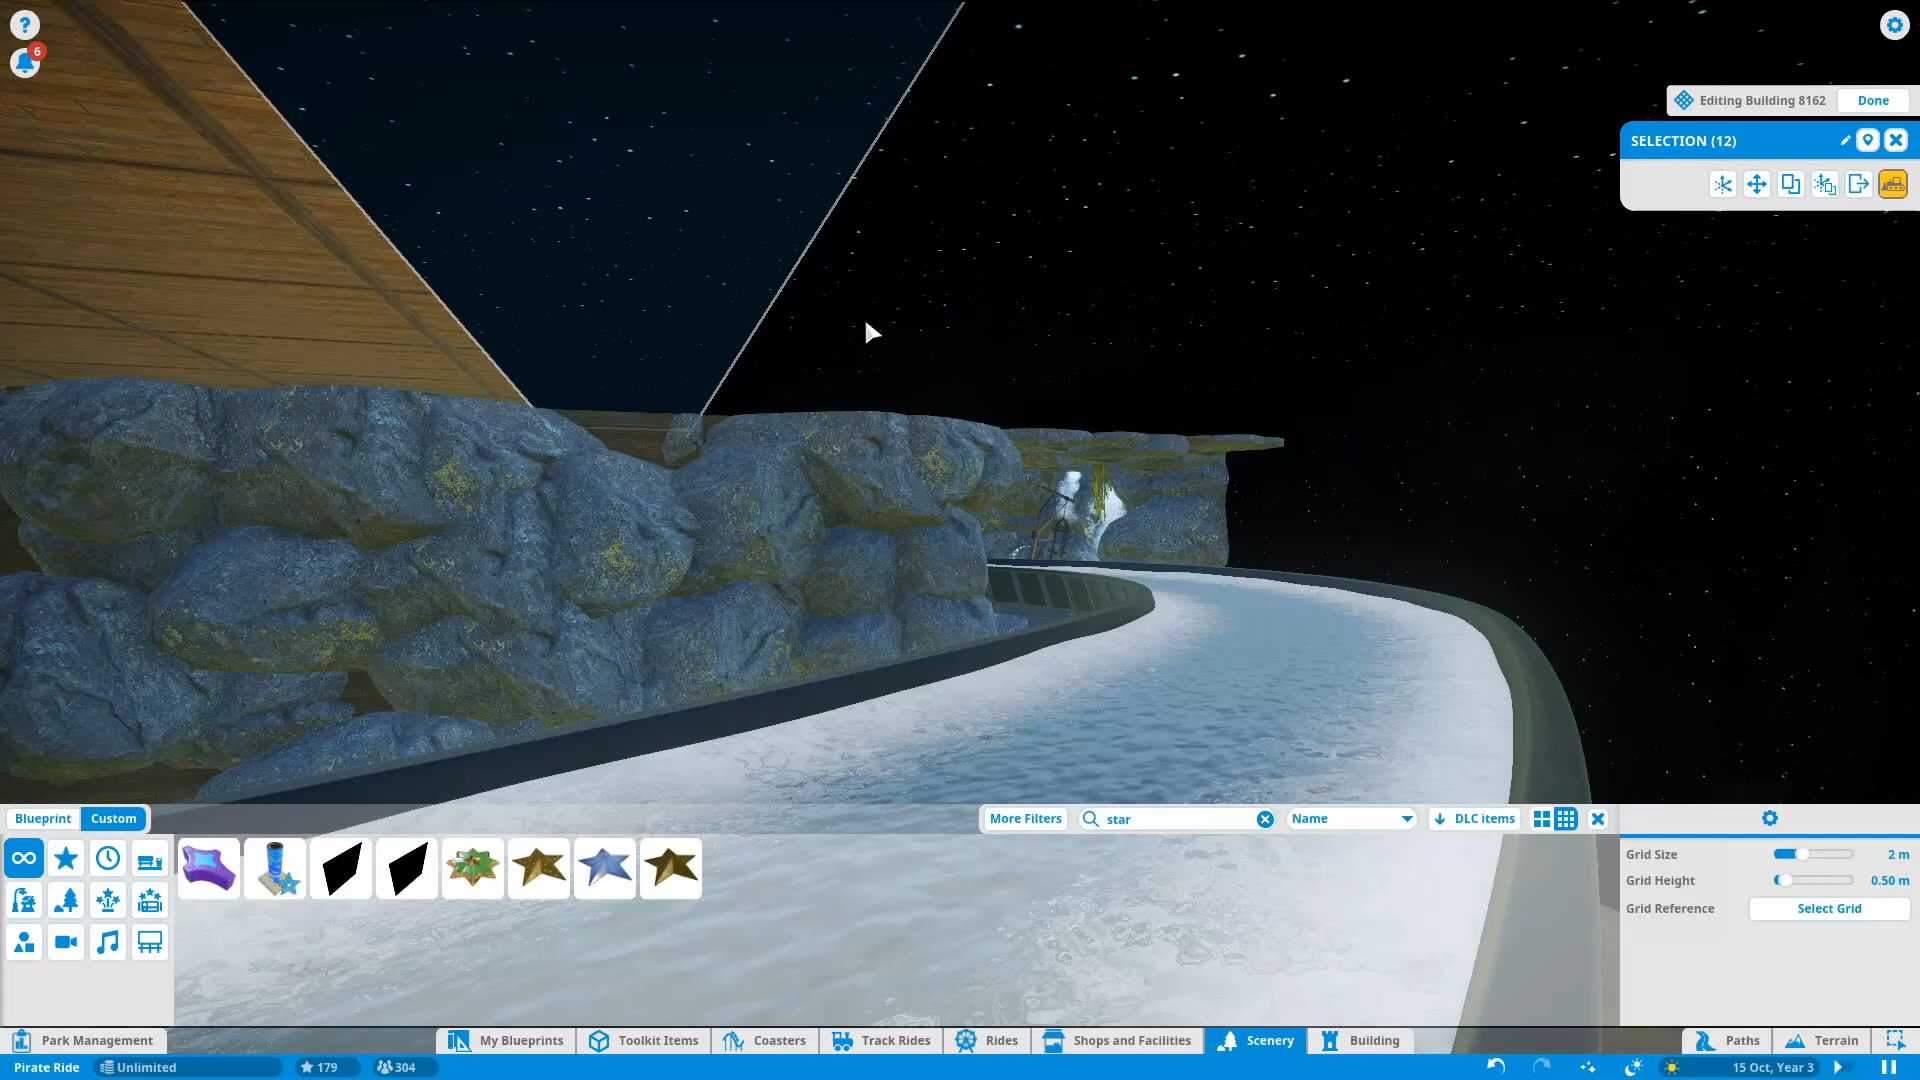 ?
6
Editing Building 8162
Done
SELECTION (12)
Blueprint
Custom
More Filters
star
Name
DLC items
Grid Size
2 m
Grid Height
0.50 m
Grid Reference
Select Grid
Park Management
My Blueprints
Toolkit Items
Coasters
Track Rides
Rides
Shops and Facilities
Scenery
Building
Paths
Terrain
Pirate Ride
Unlimited
179
304
15 Oct, Year 3